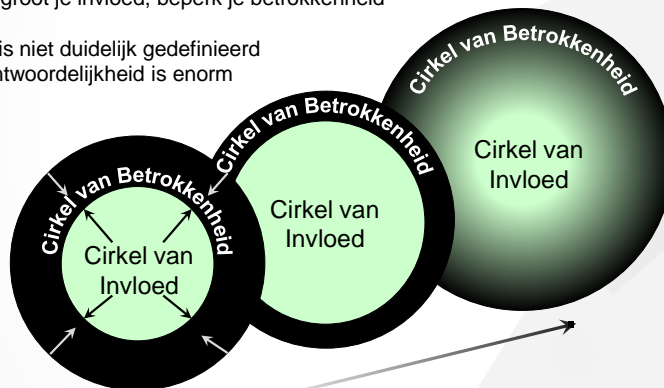 groot je invloed, beperk je betrokkenheid
is niet duidelijk gedefinieerd
ntwoordelijkheid is enorm
Cirkel van Betrokkenheid
Cirkel van
Invloed
Cirkel van Betrokkenheid
Cirkel van
Invloed
Cirkel van Betrokkenheid
Cirkel van
Invloed